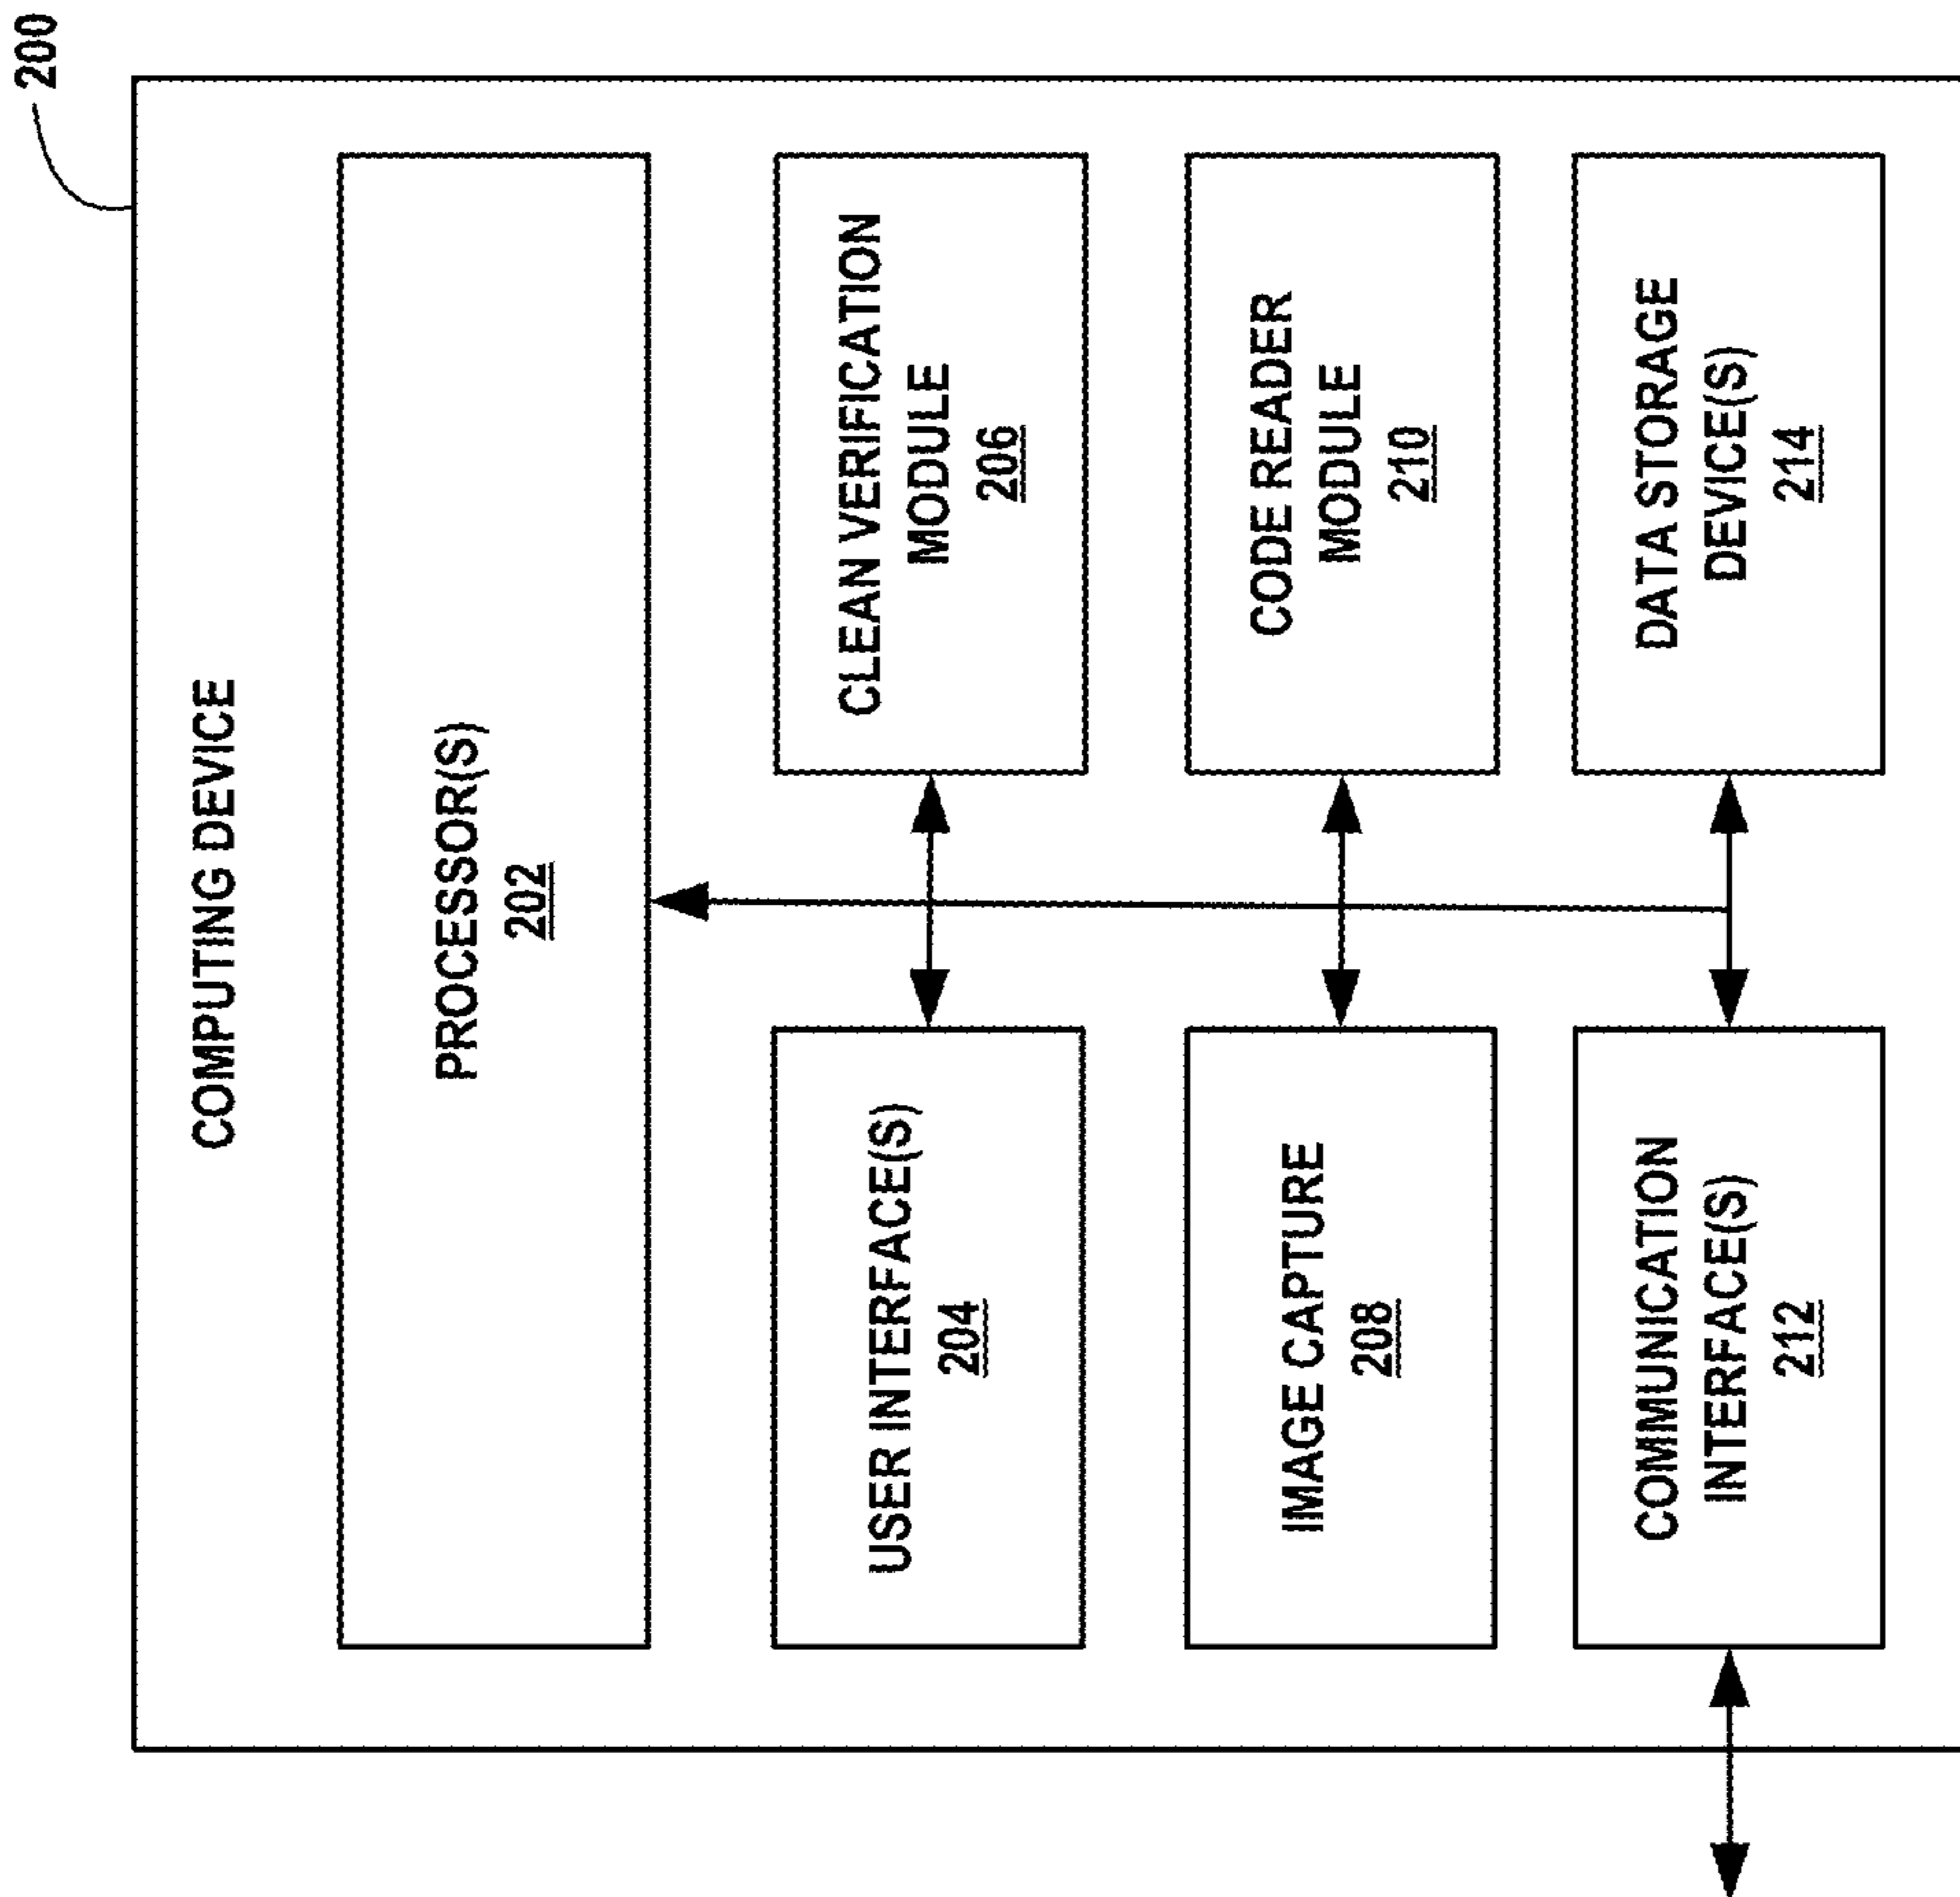 200
COMPUTING DEVICE
PROCESSOR(S)
202
USER INTERFACE(S)
204
CLEAN VERIFICATION
MODULE
206
IMAGE CAPTURE
208
CODE READER
MODULE
210
COMMUNICATION
INTERFACE(S)
212
DATA STORAGE
DEVICE(S)
214